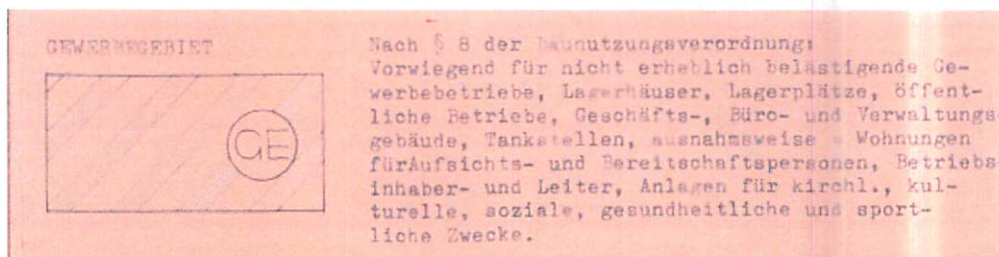 GEWERBEGEBIET
Nach § 8 der Baunutzungsverordnung:
Vorwiegend für nicht erheblich belästigende Ge-
werbebetriebe, Lagerhäuser, Lagerplätze, öffent-
liche Betriebe, Geschäfts-, Büro- und Verwaltungs-
gebäude, Tankstellen, ausnahmsweise - Wohnungen
fürAufsichts- und Bereitschaftspersonen, Betriebs
inhaber- und Leiter, Anlagen für kirchl., kul-
turelle, soziale, gesundheitliche und sport-
liche Zwecke.
GE